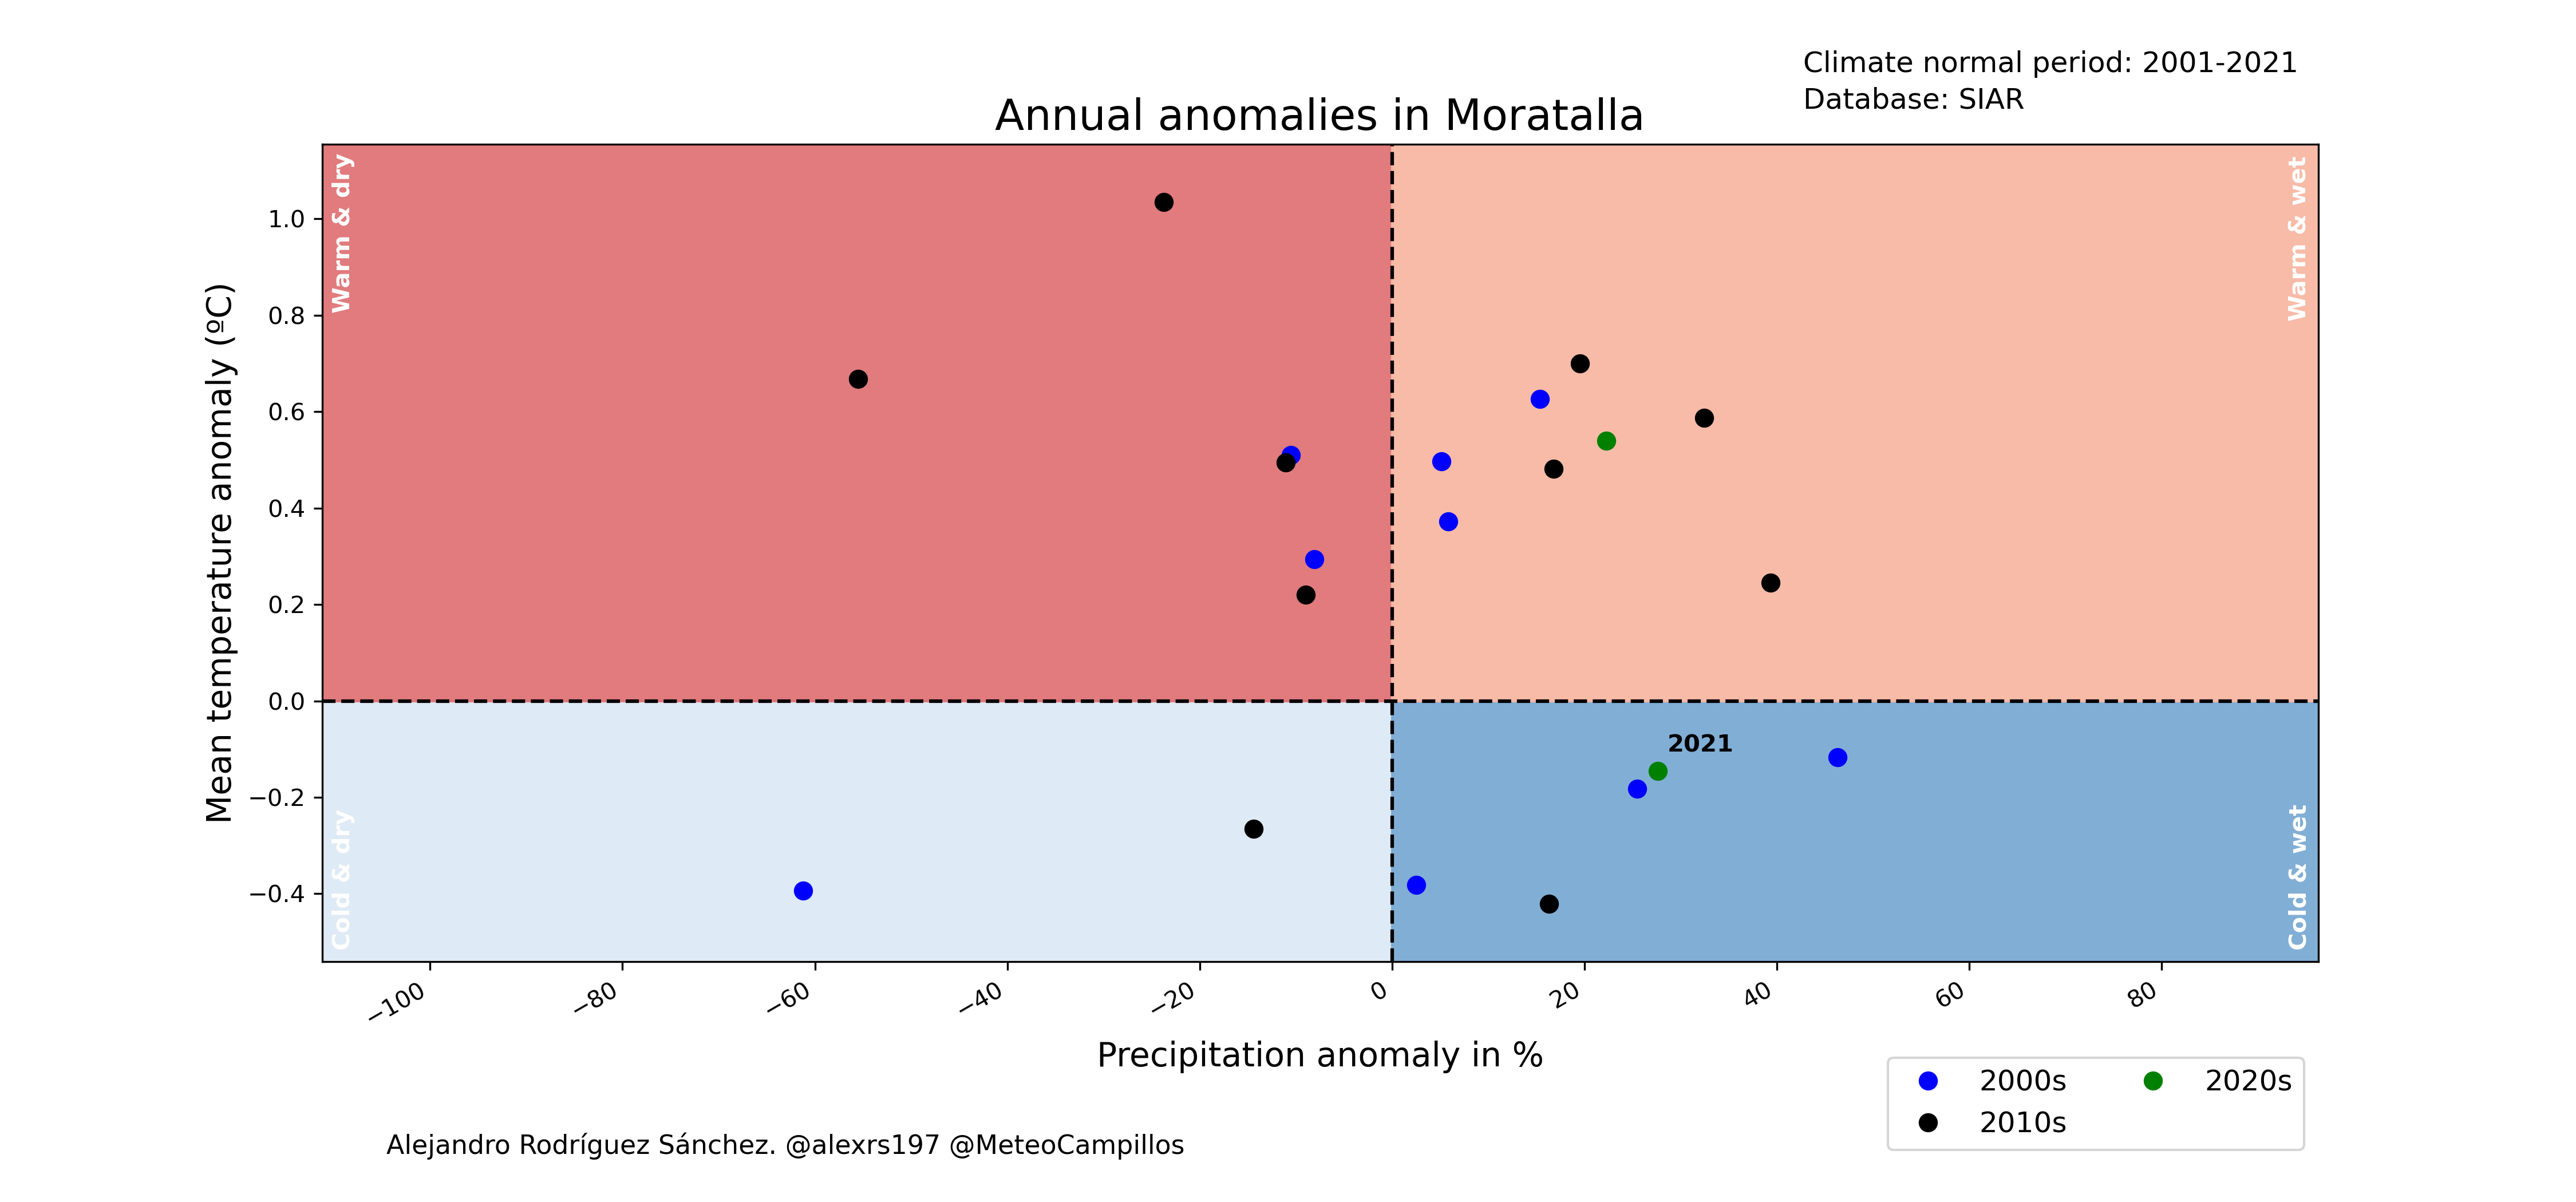 Climate normal period: 2001-2021
Database: SIAR
Annual anomalies in Moratalla
Warm & dry
Warm & wet
Mean temperature anomaly (ºC)
1.0
0.8
0.6
0.4
0.2
0.0
−0.2
−0.4
2021
Cold & dry
Cold & wet
−100
−80
−60
−40
−20
0
20
40
60
80
Precipitation anomaly in %
2000s
2020s
2010s
Alejandro Rodríguez Sánchez. @alexrs197 @MeteoCampillos